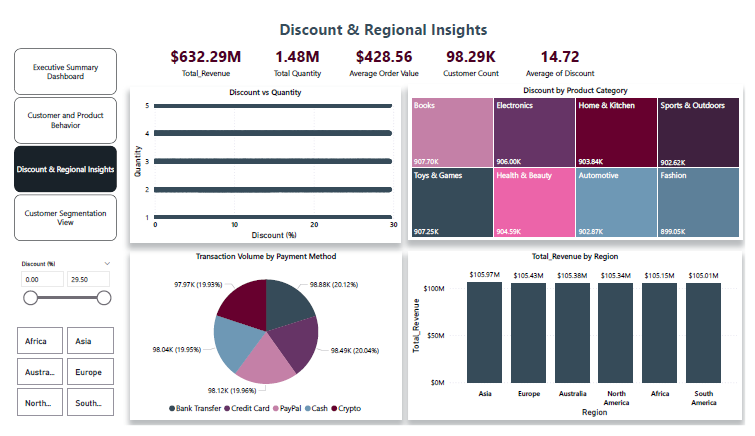 Discount & Regional Insights
$632.29M
Total_Revenue
1.48M
Total Quantity
$428.56
Average Order Value
98.29K
Customer Count
14.72
Average of Discount
Executive Summary
Dashboard
Customer and Product
Behavior
Discount & Regional Insights
Customer Segmentation
View
Discount (%)
0.00
29.50
Africa
Asia
Austra...
Europe
North...
South...
Discount vs Quantity
Quantity
5
4
3
2
1
0
10
20
30
Discount (%)
Discount by Product Category
Books
907.70K
Electronics
906.00K
Home & Kitchen
903.84K
Sports & Outdoors
902.62K
Toys & Games
907.25K
Health & Beauty
904.59K
Automotive
902.87K
Fashion
899.05K
Transaction Volume by Payment Method
97.97K (19.93%)
98.88K (20.12%)
98.04K (19.95%)
98.49K (20.04%)
98.12K (19.96%)
Bank Transfer
Credit Card
PayPal
Cash
Crypto
Total_Revenue by Region
Total_Revenue
$100M
$50M
$0M
$105.97M
$105.43M
$105.38M
$105.34M
$105.15M
$105.01M
Asia
Europe
Australia
North
America
Africa
South
America
Region